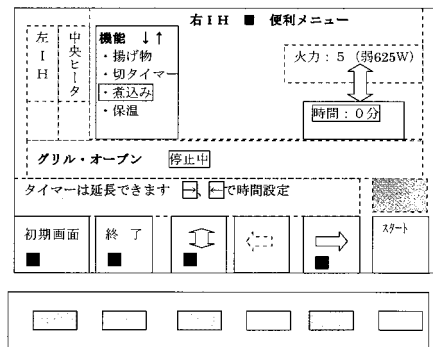 右ＩＨ ■ 便利メニュー
左ＩＨ
中央ヒータ
機能 ↓↑
・揚げ物
・切タイマー
・煮込み
・保温
火力：５（弱625W）
時間：０分
グリル・オーブン 停止中
タイマーは延長できます →、←で時間設定
初期画面
終 了
スタート